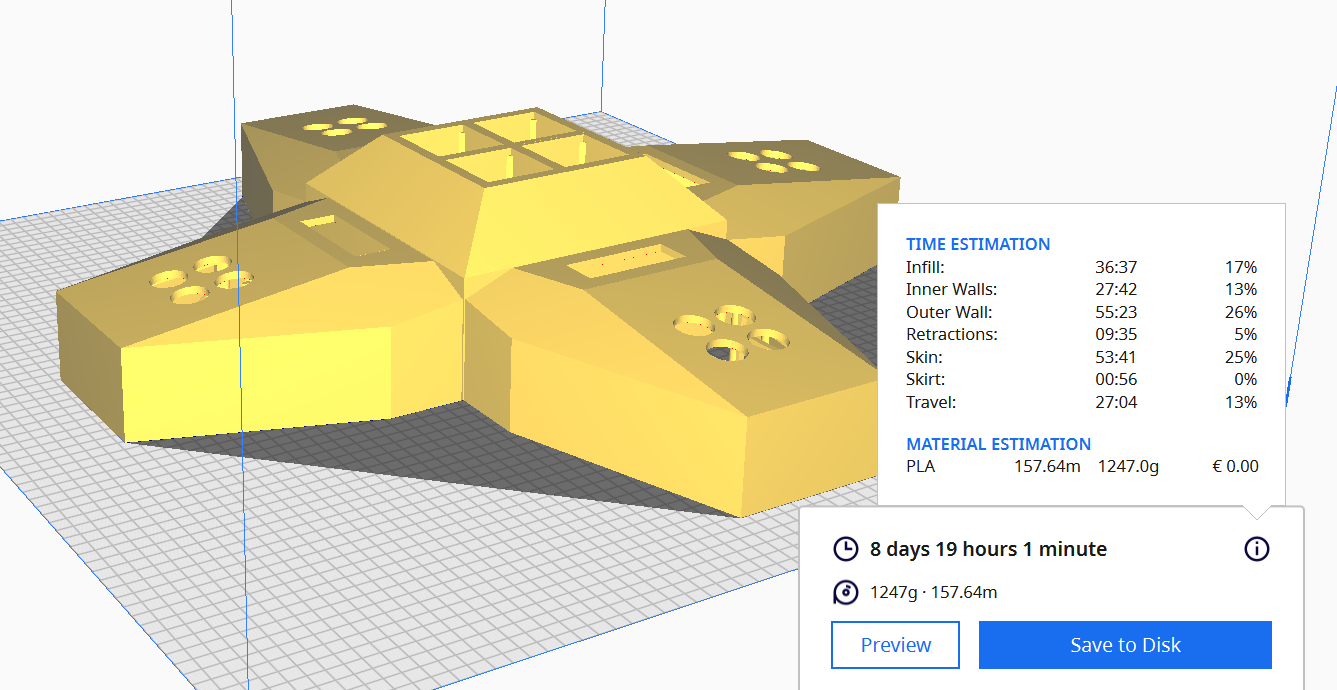 TIME ESTIMATION
Infill: 36:37 17%
Inner Walls: 27:42 13%
Outer Wall: 55:23 26%
Retractions: 09:35 5%
Skin: 53:41 25%
Skirt: 00:56 0%
Travel: 27:04 13%
MATERIAL ESTIMATION
PLA 157.64m 1247.0g € 0.00
8 days 19 hours 1 minute
1247g · 157.64m
Preview Save to Disk